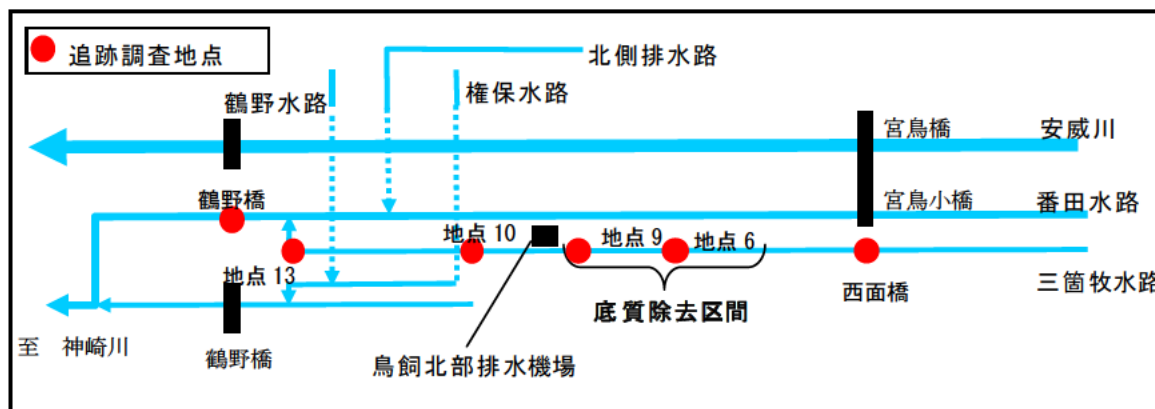 追跡調査地点
北側排水路
権保水路
鶴野水路
宮鳥橋
安威川
鶴野橋
宮鳥小橋
番田水路
地点 10
地点 9
地点 6
地点 13
三箇牧水路
西面橋
底質除去区間
至 神崎川
鶴野橋
鳥飼北部排水機場